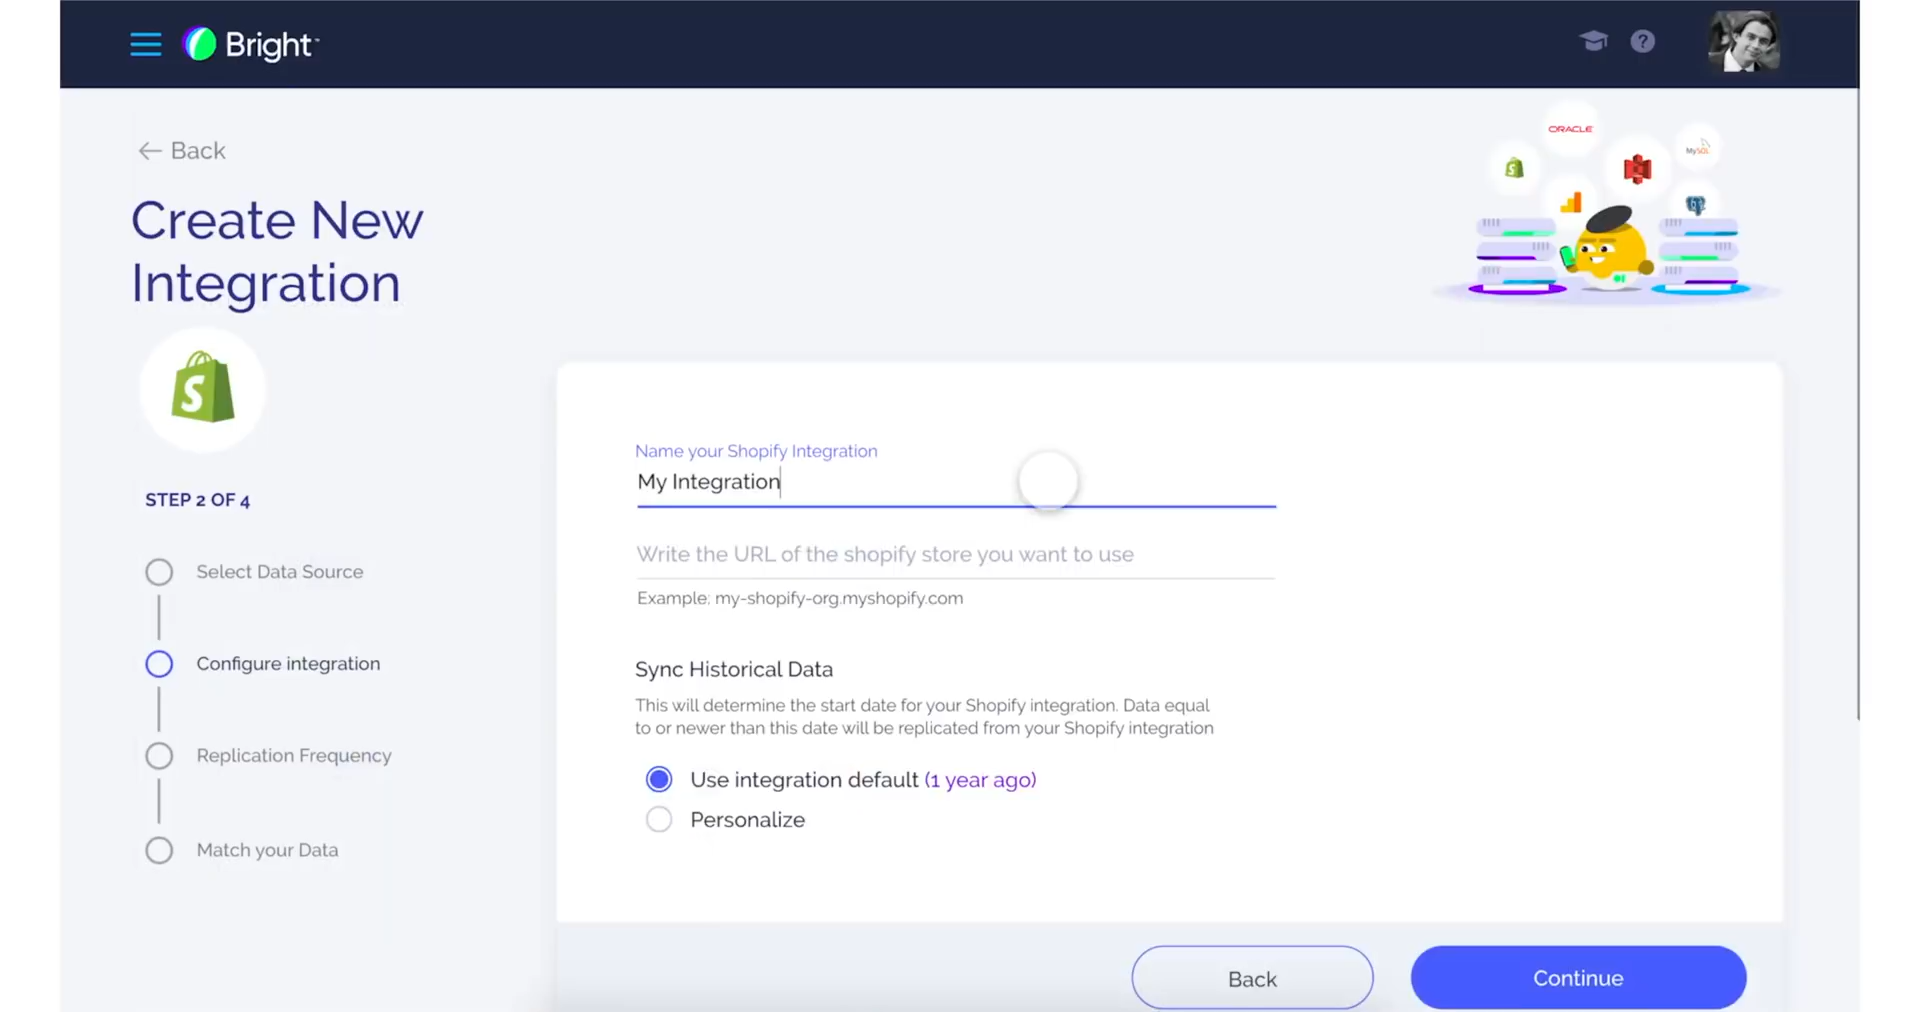 Bright™
?
← Back
ORACLE
MySQL
Create New
Integration
STEP 2 OF 4
Select Data Source
Configure integration
Replication Frequency
Match your Data
Name your Shopify Integration
My Integration
Write the URL of the shopify store you want to use
Example: my-shopify-org.myshopify.com
Sync Historical Data
This will determine the start date for your Shopify integration. Data equal
to or newer than this date will be replicated from your Shopify integration
Use integration default (1 year ago)
Personalize
Back
Continue